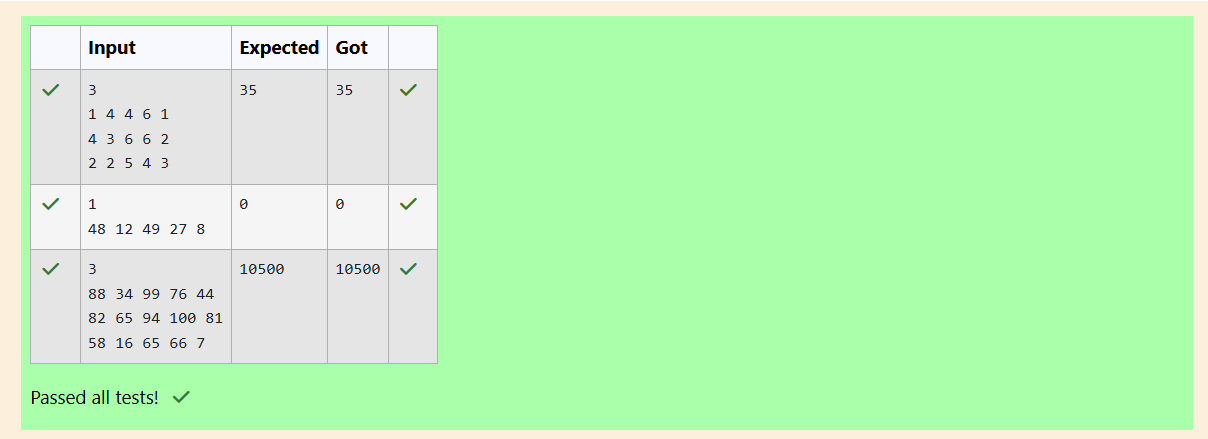 Input Expected Got
3 35 35
1 4 4 6 1
4 3 6 6 2
2 2 5 4 3
1 0 0
48 12 49 27 8
3 10500 10500
88 34 99 76 44
82 65 94 100 81
58 16 65 66 7
Passed all tests!